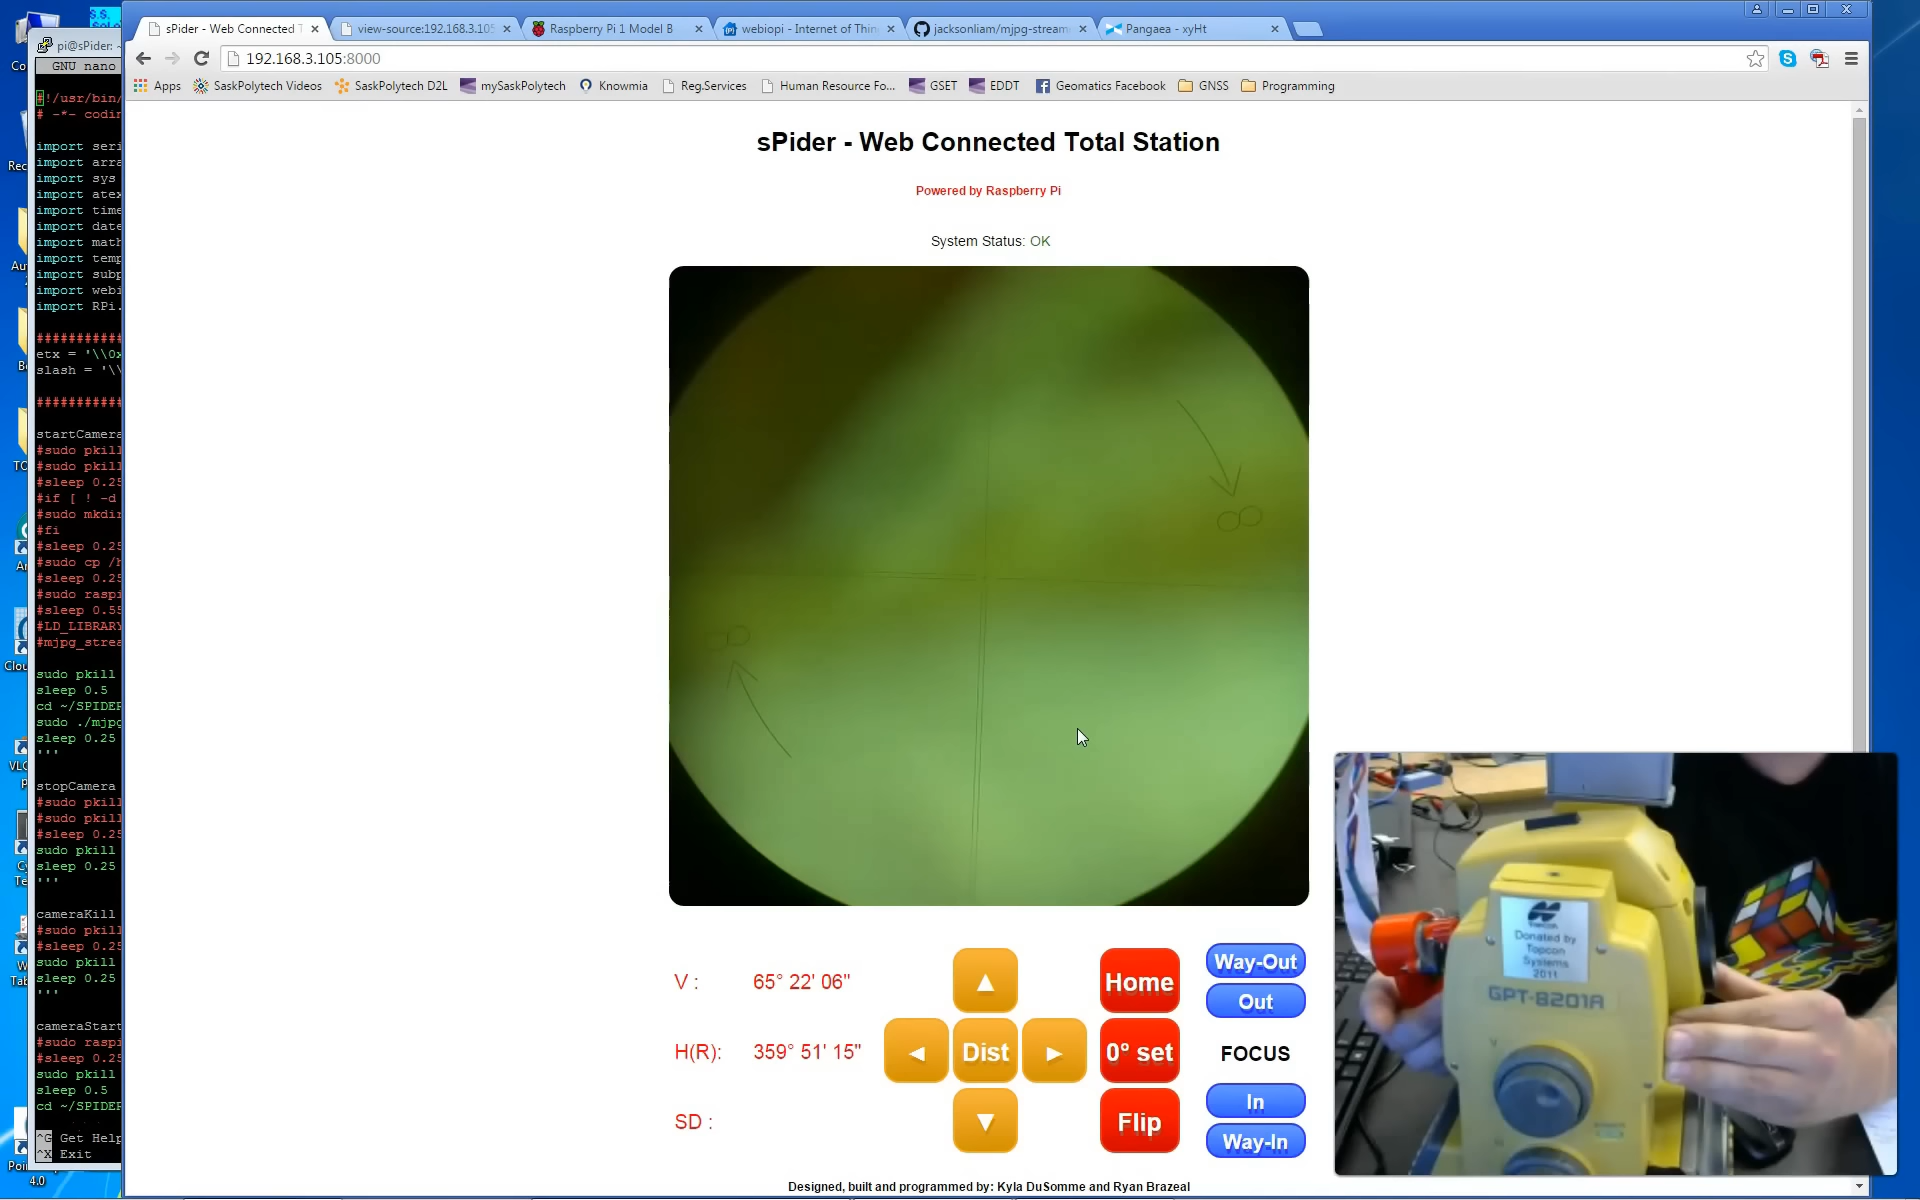 sPider - Web Connected T
view-source:192.168.3.105
Raspberry Pi 1 Model B
webiopi - Internet of Thin
jacksonliam/mjpg-stream
Pangaea - xyHt
192.168.3.105:8000
Apps
SaskPolytech Videos
SaskPolytech D2L
mySaskPolytech
Knowmia
Reg.Services
Human Resource Fo...
GSET
EDDT
Geomatics Facebook
GNSS
Programming
pi@sPider: ~
GNU nano
#!/usr/bin/
# -*- codin
import seri
import arra
import sys
import atex
import time
import date
import math
import temp
import subp
import webi
import RPi.
###########
etx = '\\0x
slash = '\\
###########
startCamera
#sudo pkill
#sudo pkill
#sleep 0.25
#if [ ! -d
#sudo mkdir
#fi
#sleep 0.25
#sudo cp /h
#sleep 0.25
#sudo raspi
#sleep 0.55
#LD_LIBRARY
#mjpg_strea
sudo pkill
sleep 0.5
cd ~/SPIDER
sudo ./mjpg
sleep 0.25
'''
stopCamera
#sudo pkill
#sudo pkill
#sleep 0.25
sudo pkill
sleep 0.25
'''
cameraKill
#sudo pkill
#sleep 0.25
sudo pkill
sleep 0.25
'''
cameraStart
#sudo raspi
#sleep 0.25
sudo pkill
sleep 0.5
cd ~/SPIDER
^G Get Help
^X Exit
4.0
sPider - Web Connected Total Station
Powered by Raspberry Pi
System Status: OK
8
8
V : 65° 22' 06"
H(R): 359° 51' 15"
SD :
▲
◄ Dist ►
▼
Home
0° set
Flip
Way-Out
Out
FOCUS
In
Way-In
Designed, built and programmed by: Kyla DuSomme and Ryan Brazeal
Topcon
Donated by
Topcon
Systems
2011
GPT-8201A